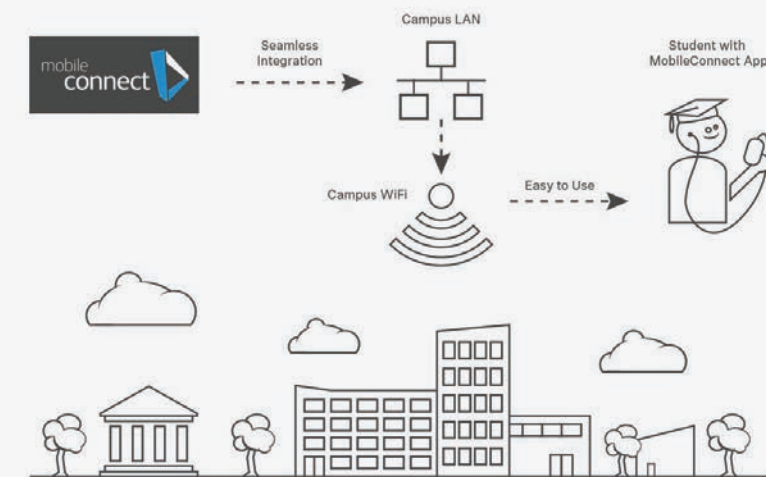 Campus LAN
mobile
connect
Seamless
Integration
Student with
MobileConnect App
Campus WiFi
Easy to Use